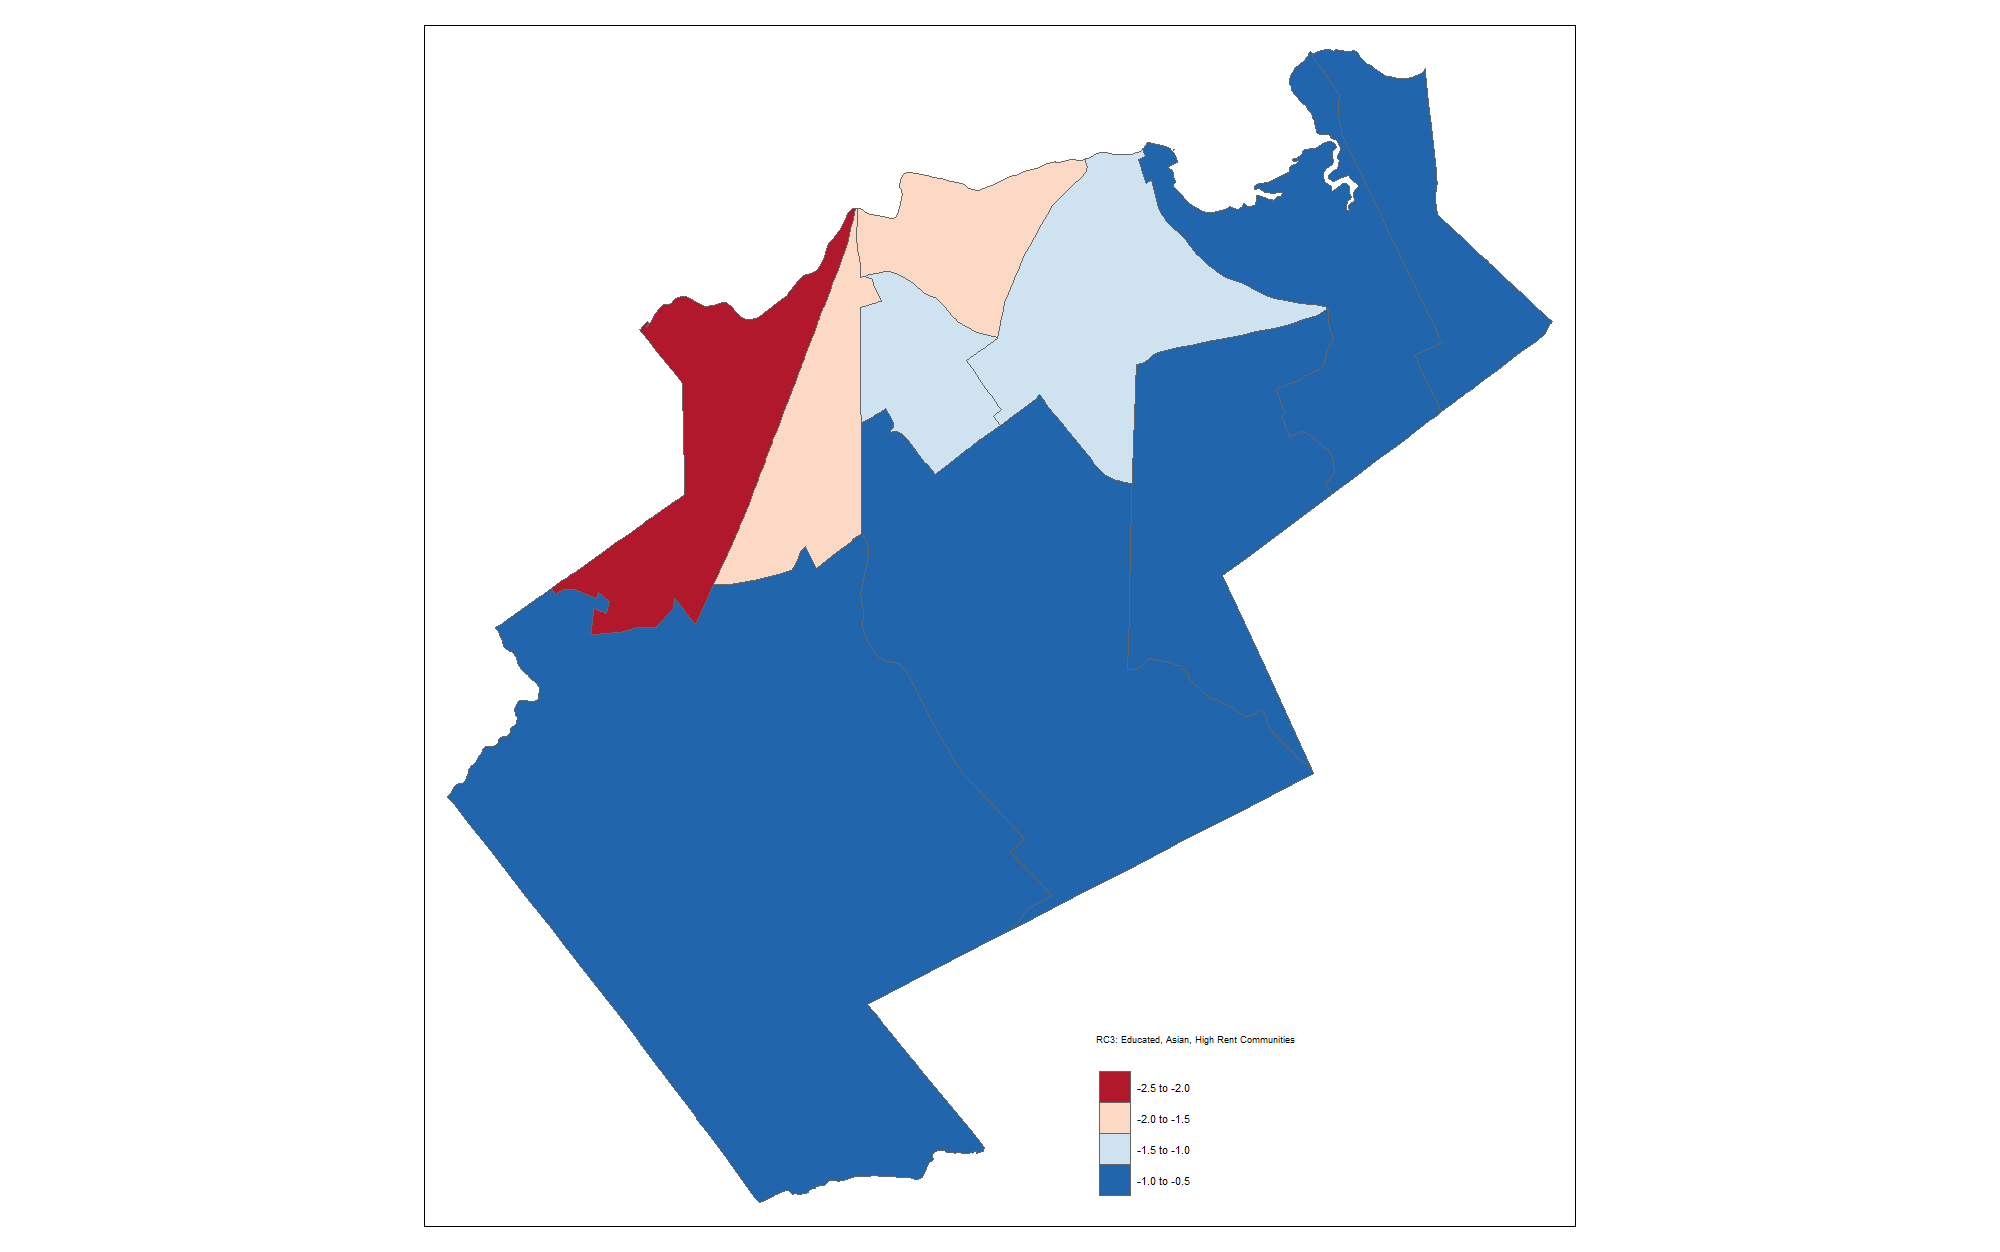 RC3: Educated, Asian, High Rent Communities
-2.5 to -2.0
-2.0 to -1.5
-1.5 to -1.0
-1.0 to -0.5